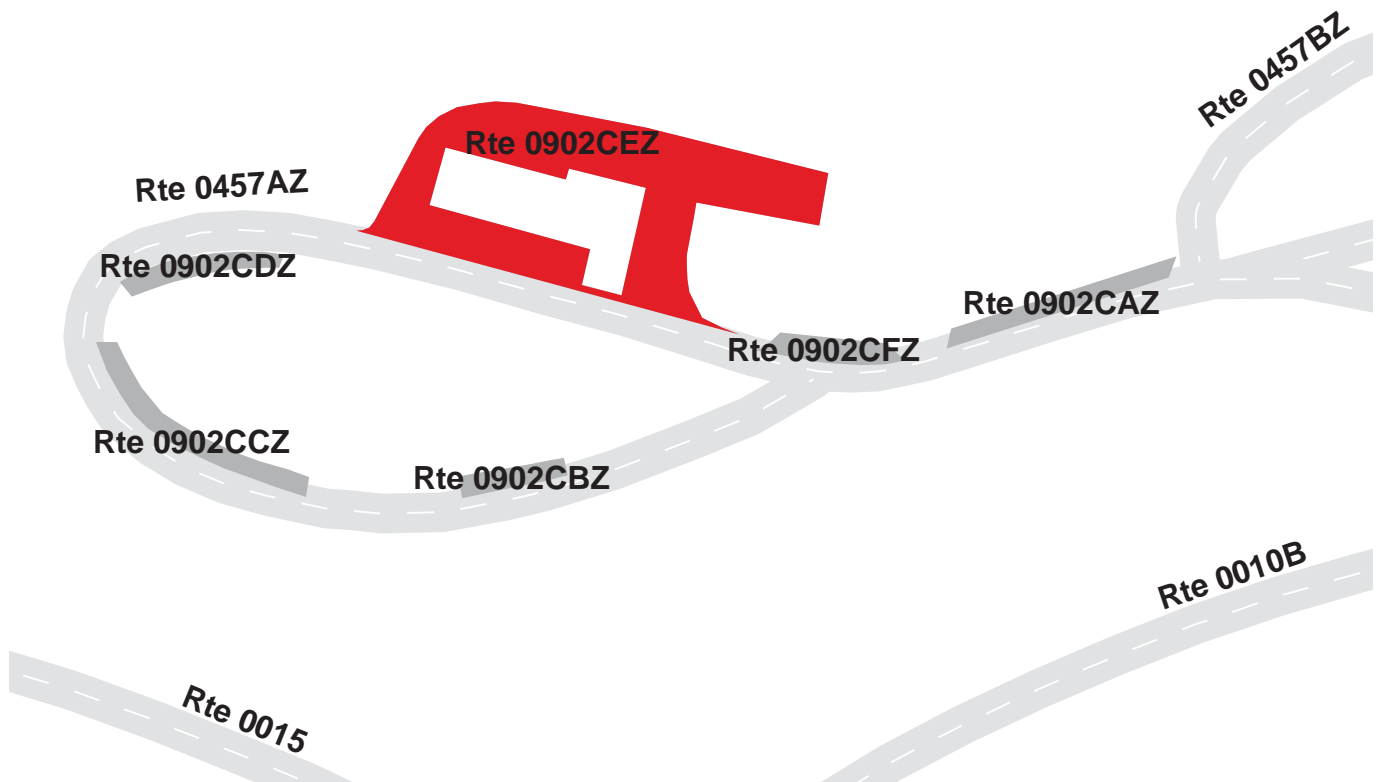 Rte 0457BZ
Rte 0902CEZ
Rte 0457AZ
Rte 0902CDZ
Rte 0902CAZ
Rte 0902CFZ
Rte 0902CCZ
Rte 0902CBZ
Rte 0010B
Rte 0015